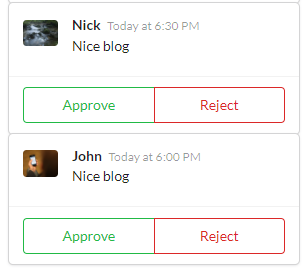 Nick Today at 6:30 PM
Nice blog
Approve Reject
John Today at 6:00 PM
Nice blog
Approve Reject